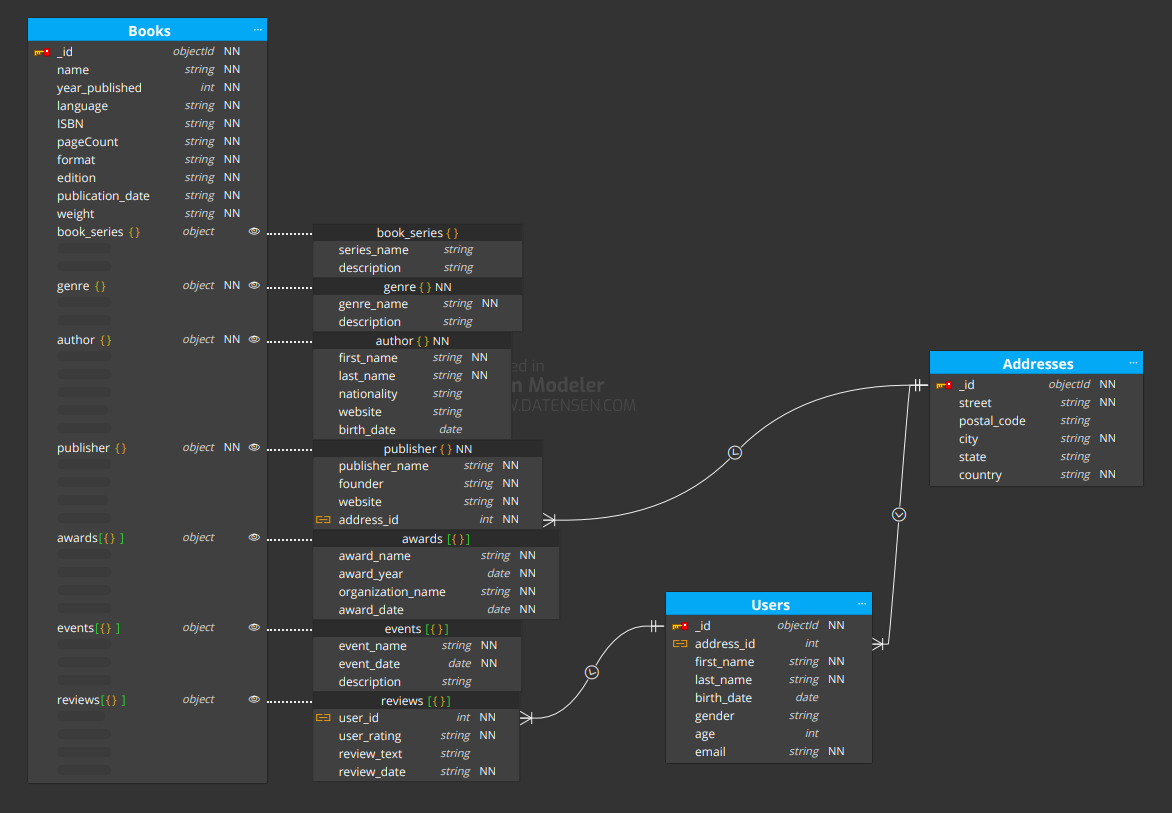 Books ...
_id objectId NN
name string NN
year_published int NN
language string NN
ISBN string NN
pageCount string NN
format string NN
edition string NN
publication_date string NN
weight string NN
book_series {} object
genre {} object NN
author {} object NN
publisher {} object NN
awards[{} ] object
events[{} ] object
reviews[{} ] object
book_series {}
series_name string
description string
genre {} NN
genre_name string NN
description string
author {} NN
first_name string NN
last_name string NN
nationality string
website string
birth_date date
publisher {} NN
publisher_name string NN
founder string NN
website string NN
address_id int NN
awards [{}]
award_name string NN
award_year date NN
organization_name string NN
award_date date NN
events [{}]
event_name string NN
event_date date NN
description string
reviews [{}]
user_id int NN
user_rating string NN
review_text string
review_date string NN
ed in
n Modeler
W.DATENSEN.COM
Addresses ...
_id objectId NN
street string NN
postal_code string
city string NN
state string
country string NN
Users ...
_id objectId NN
address_id int
first_name string NN
last_name string NN
birth_date date
gender string
age int
email string NN